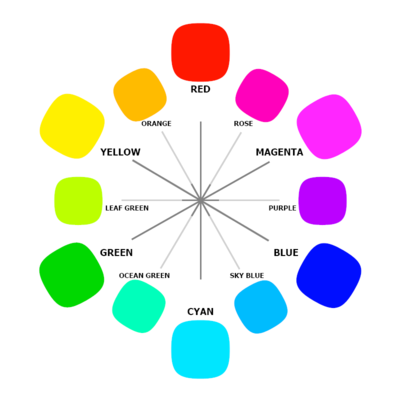 RED
ORANGE
ROSE
YELLOW
MAGENTA
LEAF GREEN
PURPLE
GREEN
BLUE
OCEAN GREEN
SKY BLUE
CYAN